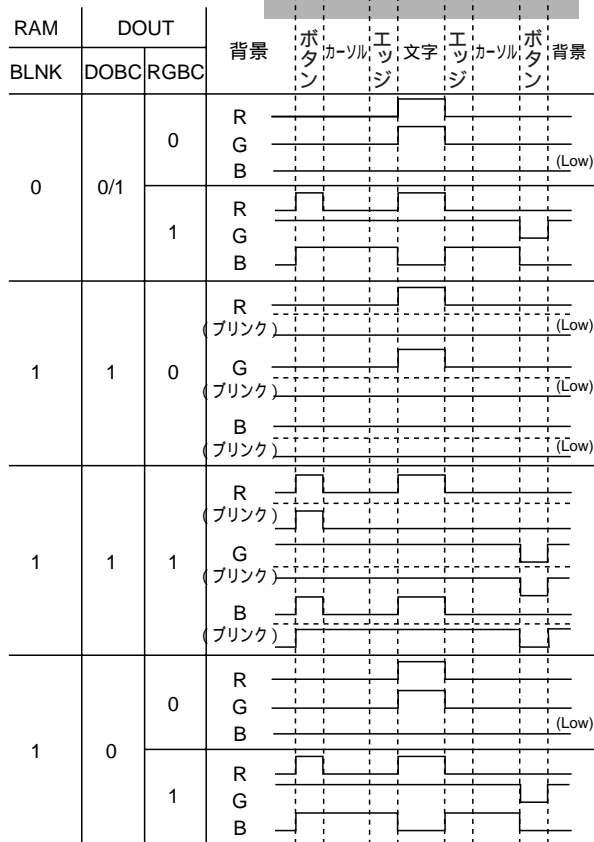 RAM DOUT 背景 ボタン カーソル エッジ 文字 エッジ カーソル ボタン 背景
BLNK DOBC RGBC
0 0/1 0 R
G
B (Low)
1 R
G
B
1 1 0 R
(ブリンク) (Low)
G
(ブリンク) (Low)
B
(ブリンク) (Low)
1 1 1 R
(ブリンク)
G
(ブリンク)
B
(ブリンク)
1 0 0 R
G
B (Low)
1 R
G
B